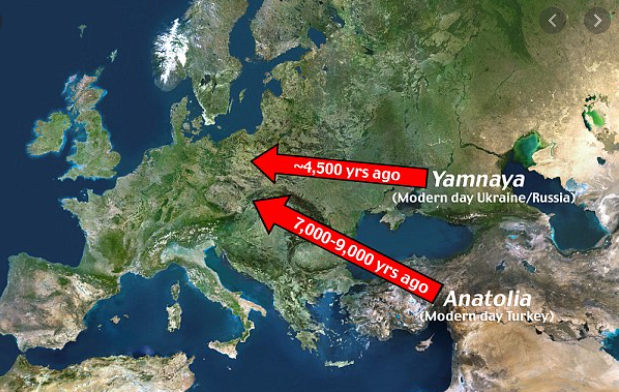 ~4,500 yrs ago
Yamnaya
(Modern day Ukraine/Russia)
7,000-9,000 yrs ago
Anatolia
(Modern day Turkey)